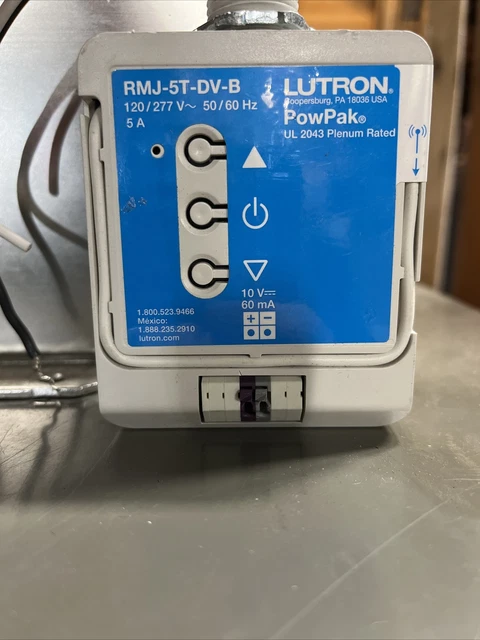 RMJ-5T-DV-B
120/277 V~ 50/60 Hz
5 A
LUTRON®
Coopersburg, PA 18036 USA
PowPak®
UL 2043 Plenum Rated
10 V
60 mA
+ -
1.800.523.9466
México:
1.888.235.2910
lutron.com